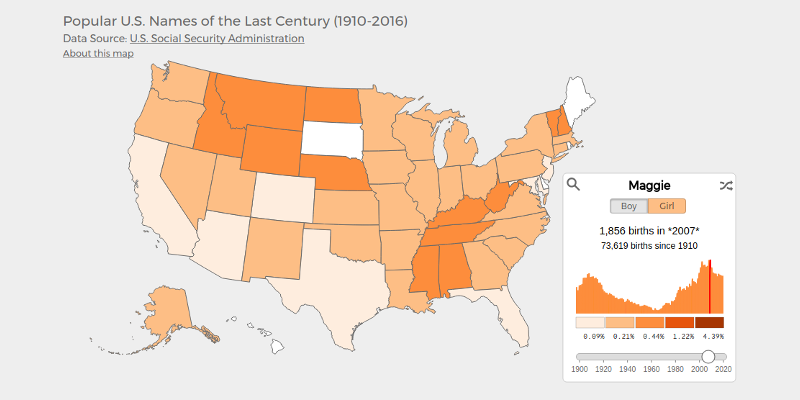 Popular U.S. Names of the Last Century (1910-2016)
Data Source: U.S. Social Security Administration
About this map
Maggie
Boy Girl
1,856 births in *2007*
73,619 births since 1910
0.09% 0.21% 0.44% 1.22% 4.39%
1900 1920 1940 1960 1980 2000 2020